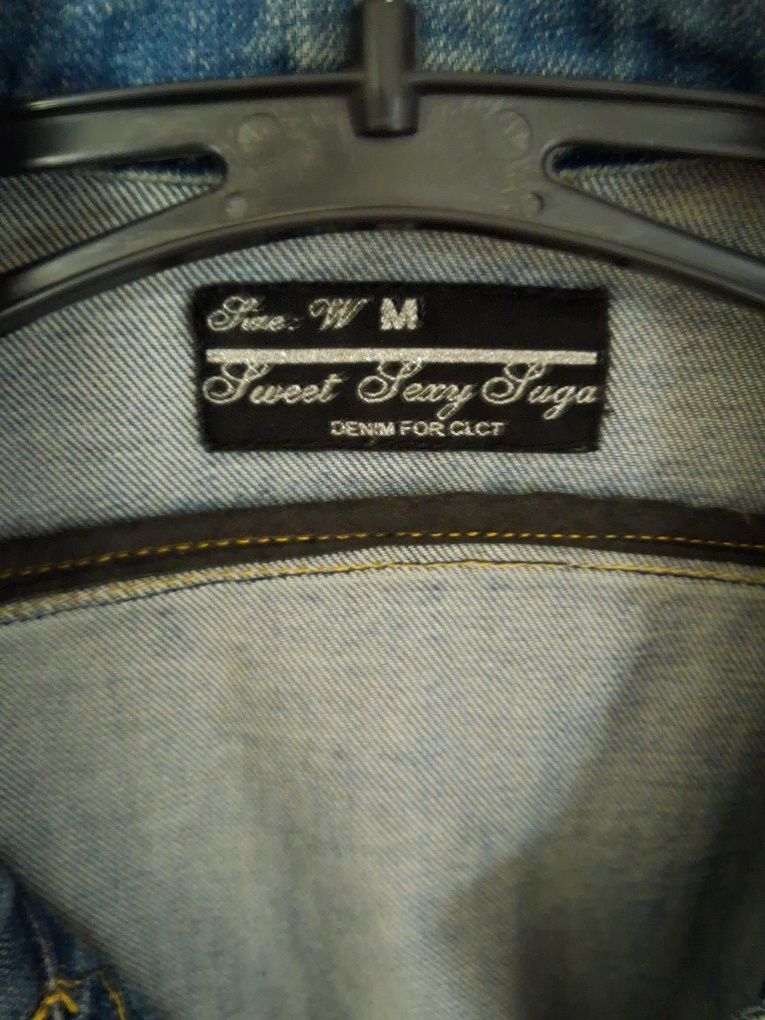 Size: W M
Sweet Sexy Suga
DENIM FOR CLCT